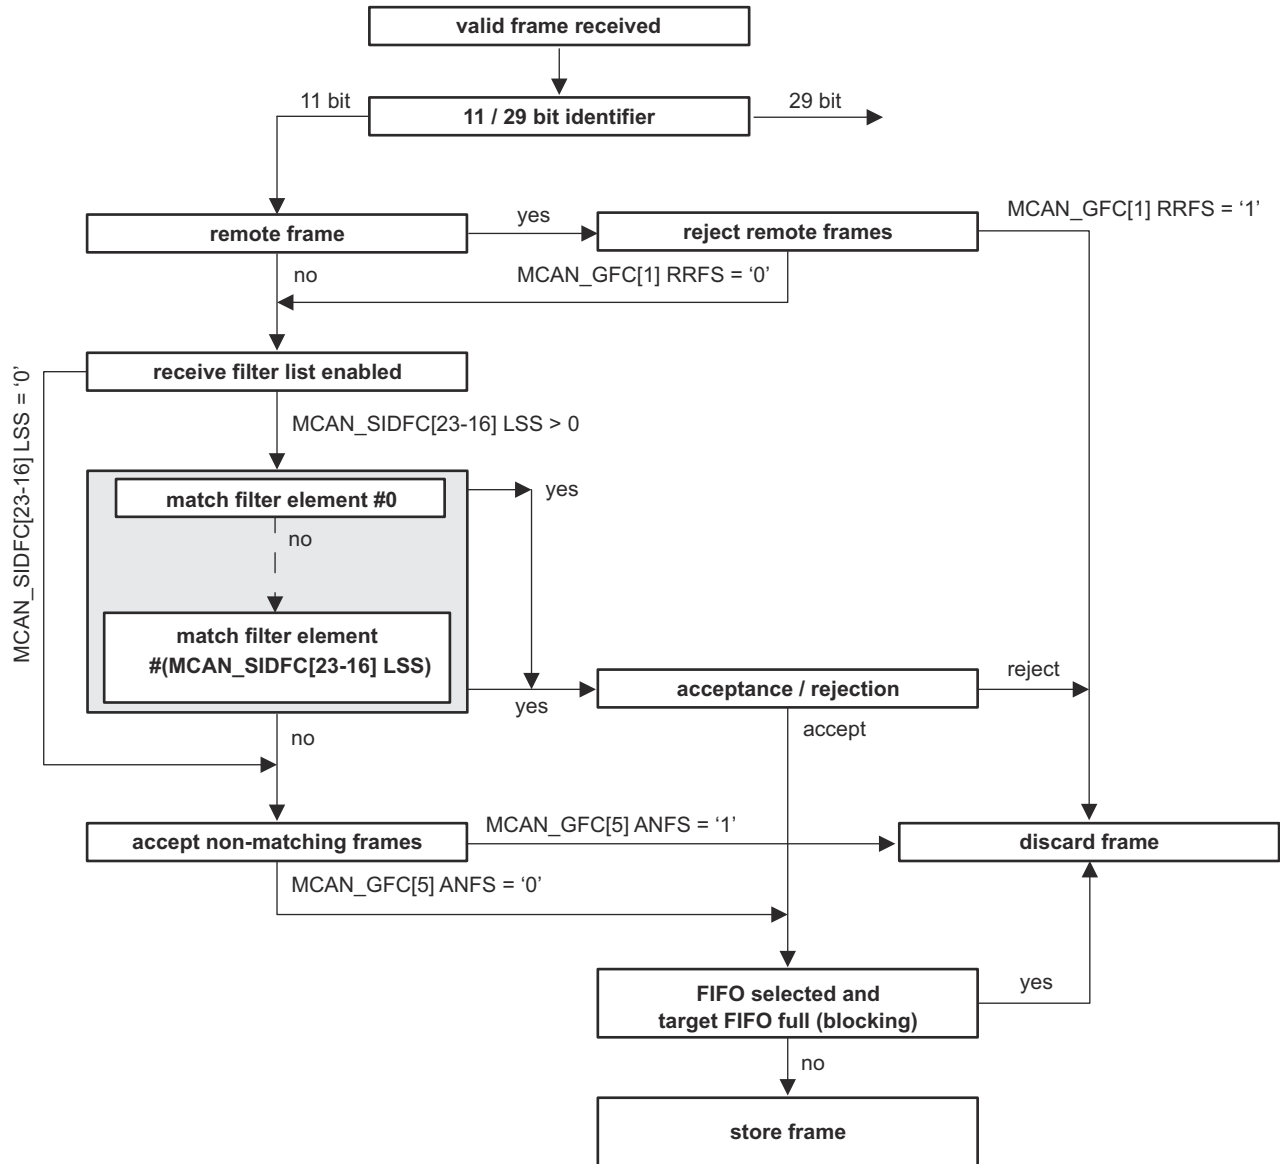 valid frame received
11 bit
11 / 29 bit identifier
29 bit
remote frame
yes
reject remote frames
MCAN_GFC[1] RRFS = ‘1’
no
MCAN_GFC[1] RRFS = ‘0’
receive filter list enabled
MCAN_SIDFC[23-16] LSS = ‘0’
MCAN_SIDFC[23-16] LSS > 0
match filter element #0
yes
no
match filter element
#(MCAN_SIDFC[23-16] LSS)
yes
acceptance / rejection
reject
no
accept
accept non-matching frames
MCAN_GFC[5] ANFS = ‘1’
discard frame
MCAN_GFC[5] ANFS = ‘0’
FIFO selected and
target FIFO full (blocking)
yes
no
store frame